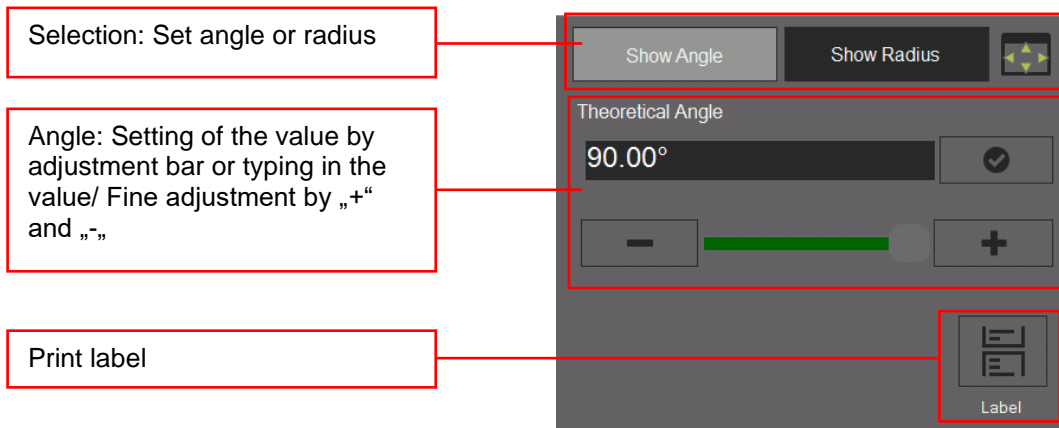 Selection: Set angle or radius
Show Angle
Show Radius
Angle: Setting of the value by
adjustment bar or typing in the
value/ Fine adjustment by „+“
and „-„
Theoretical Angle
90.00°
Print label
Label